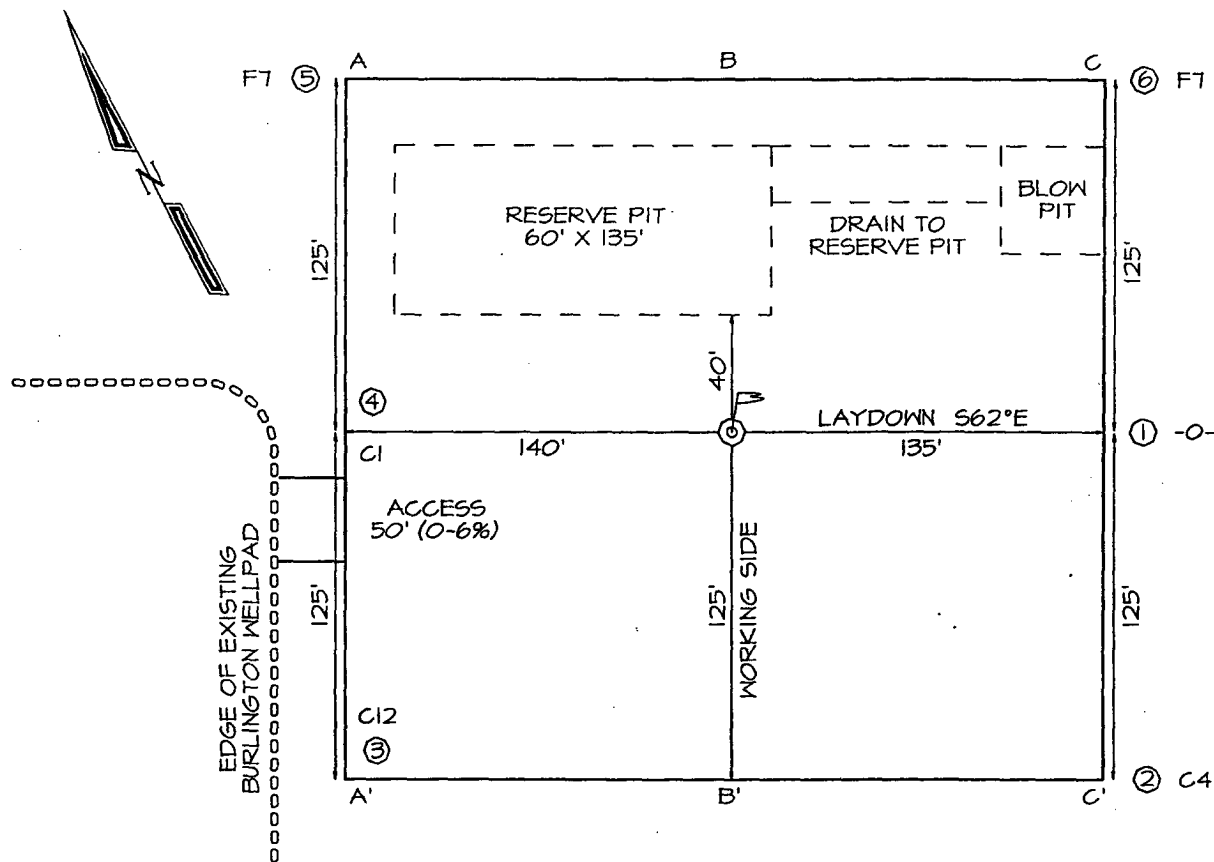 A B C
F7 ⑤ ⑥ F7
N
RESERVE PIT
60' X 135'
BLOW
PIT
DRAIN TO
RESERVE PIT
125'
125'
40'
④
LAYDOWN S62°E
① -0-
C1
140'
135'
ACCESS
50' (0-6%)
EDGE OF EXISTING
BURLINGTON WELLPAD
125'
125'
WORKING SIDE
125'
C12
③
② C4
A' B' C'